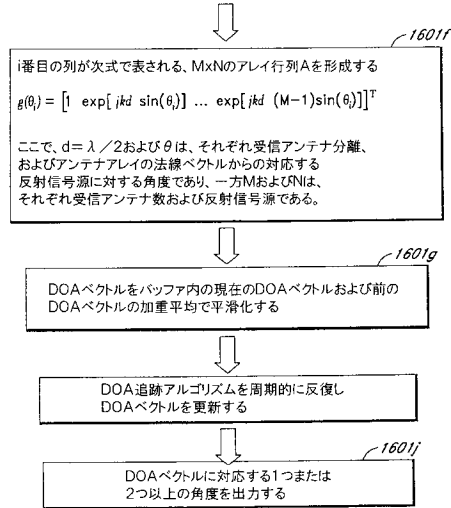 1601f
i番目の列が次式で表される、MxNのアレイ行列Aを形成する
g(θi) = [1 exp[jkd sin(θi)] ... exp[jkd (M-1)sin(θi)]]T
ここで、d=λ/2およびθは、それぞれ受信アンテナ分離、
およびアンテナアレイの法線ベクトルからの対応する
反射信号源に対する角度であり、一方MおよびNは、
それぞれ受信アンテナ数および反射信号源である。
1601g
DOAベクトルをバッファ内の現在のDOAベクトルおよび前の
DOAベクトルの加重平均で平滑化する
DOA追跡アルゴリズムを周期的に反復し
DOAベクトルを更新する
1601j
DOAベクトルに対応する1つまたは
2つ以上の角度を出力する